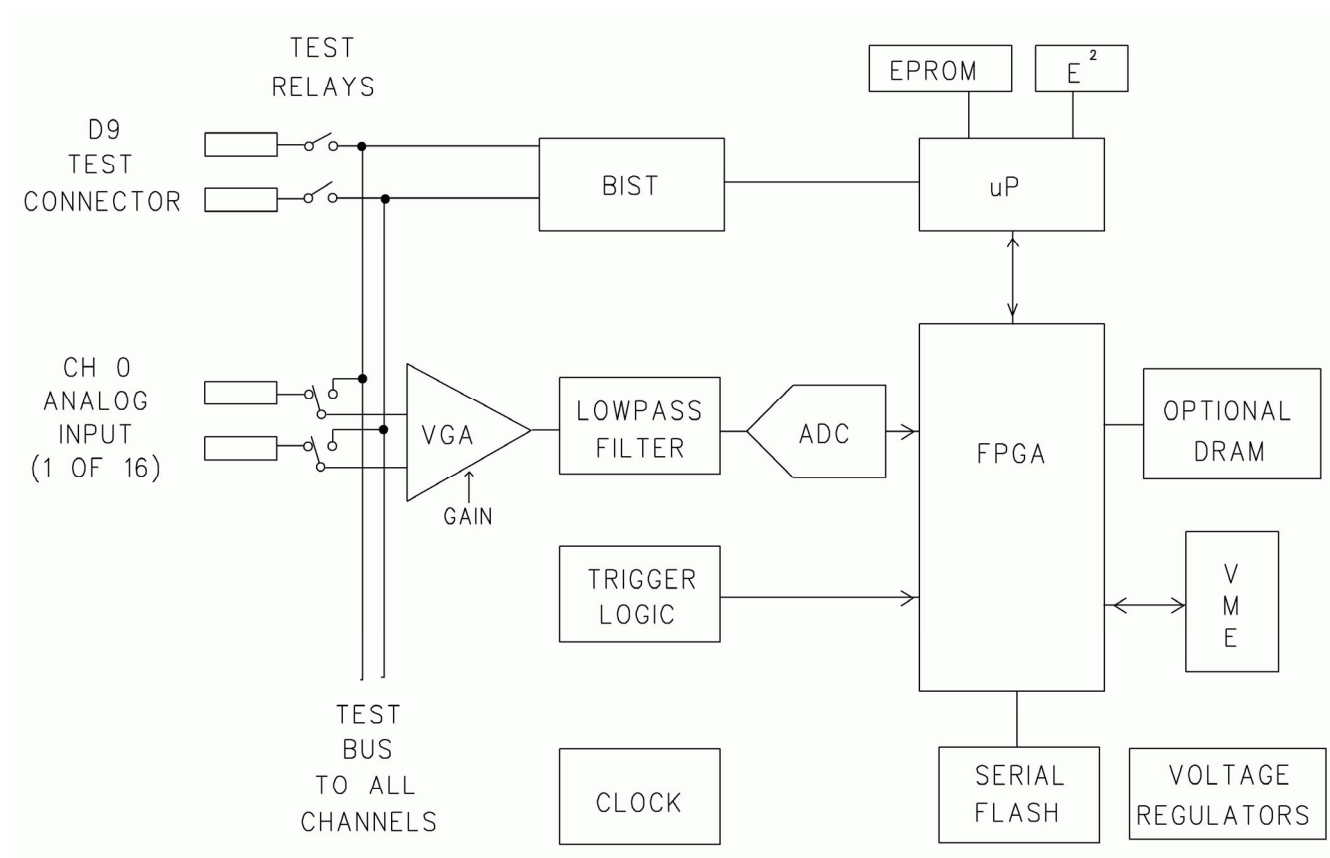 TEST
RELAYS
EPROM
E²
D9
TEST
CONNECTOR
BIST
uP
CH 0
ANALOG
INPUT
(1 OF 16)
VGA
GAIN
LOWPASS
FILTER
ADC
FPGA
OPTIONAL
DRAM
TRIGGER
LOGIC
V
M
E
TEST
BUS
TO ALL
CHANNELS
CLOCK
SERIAL
FLASH
VOLTAGE
REGULATORS